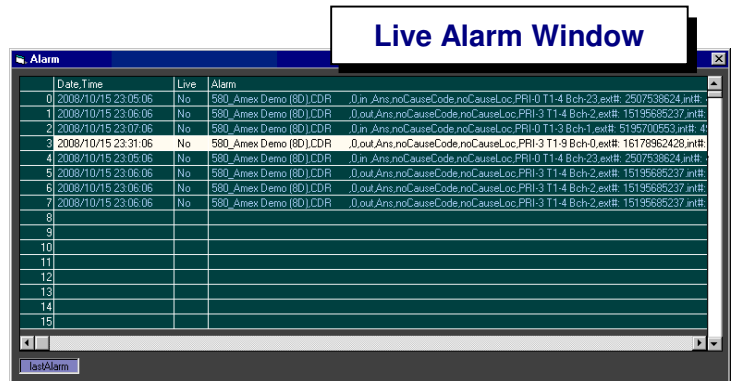 Live Alarm Window
Alarm
Date,Time Live Alarm
0 2008/10/15 23:05:06 No 580_Amex Demo (8D),CDR ,0,in ,Ans,noCauseCode,noCauseLoc,PRI-0 T1-4 Bch-23,ext#: 2507538624,int#:
1 2008/10/15 23:06:06 No 580_Amex Demo (8D),CDR ,0,out,Ans,noCauseCode,noCauseLoc,PRI-3 T1-4 Bch-2,ext#: 15195685237,int#:
2 2008/10/15 23:07:06 No 580_Amex Demo (8D),CDR ,0,in ,Ans,noCauseCode,noCauseLoc,PRI-0 T1-3 Bch-1,ext#: 5195700553,int#:
3 2008/10/15 23:31:06 No 580_Amex Demo (8D),CDR ,0,out,Ans,noCauseCode,noCauseLoc,PRI-3 T1-9 Bch-0,ext#: 16178962428,int#:
4 2008/10/15 23:05:06 No 580_Amex Demo (8D),CDR ,0,in ,Ans,noCauseCode,noCauseLoc,PRI-0 T1-4 Bch-23,ext#: 2507538624,int#:
5 2008/10/15 23:06:06 No 580_Amex Demo (8D),CDR ,0,out,Ans,noCauseCode,noCauseLoc,PRI-3 T1-4 Bch-2,ext#: 15195685237,int#:
6 2008/10/15 23:06:06 No 580_Amex Demo (8D),CDR ,0,out,Ans,noCauseCode,noCauseLoc,PRI-3 T1-4 Bch-2,ext#: 15195685237,int#:
7 2008/10/15 23:06:06 No 580_Amex Demo (8D),CDR ,0,out,Ans,noCauseCode,noCauseLoc,PRI-3 T1-4 Bch-2,ext#: 15195685237,int#:
8
9
10
11
12
13
14
15
lastAlarm